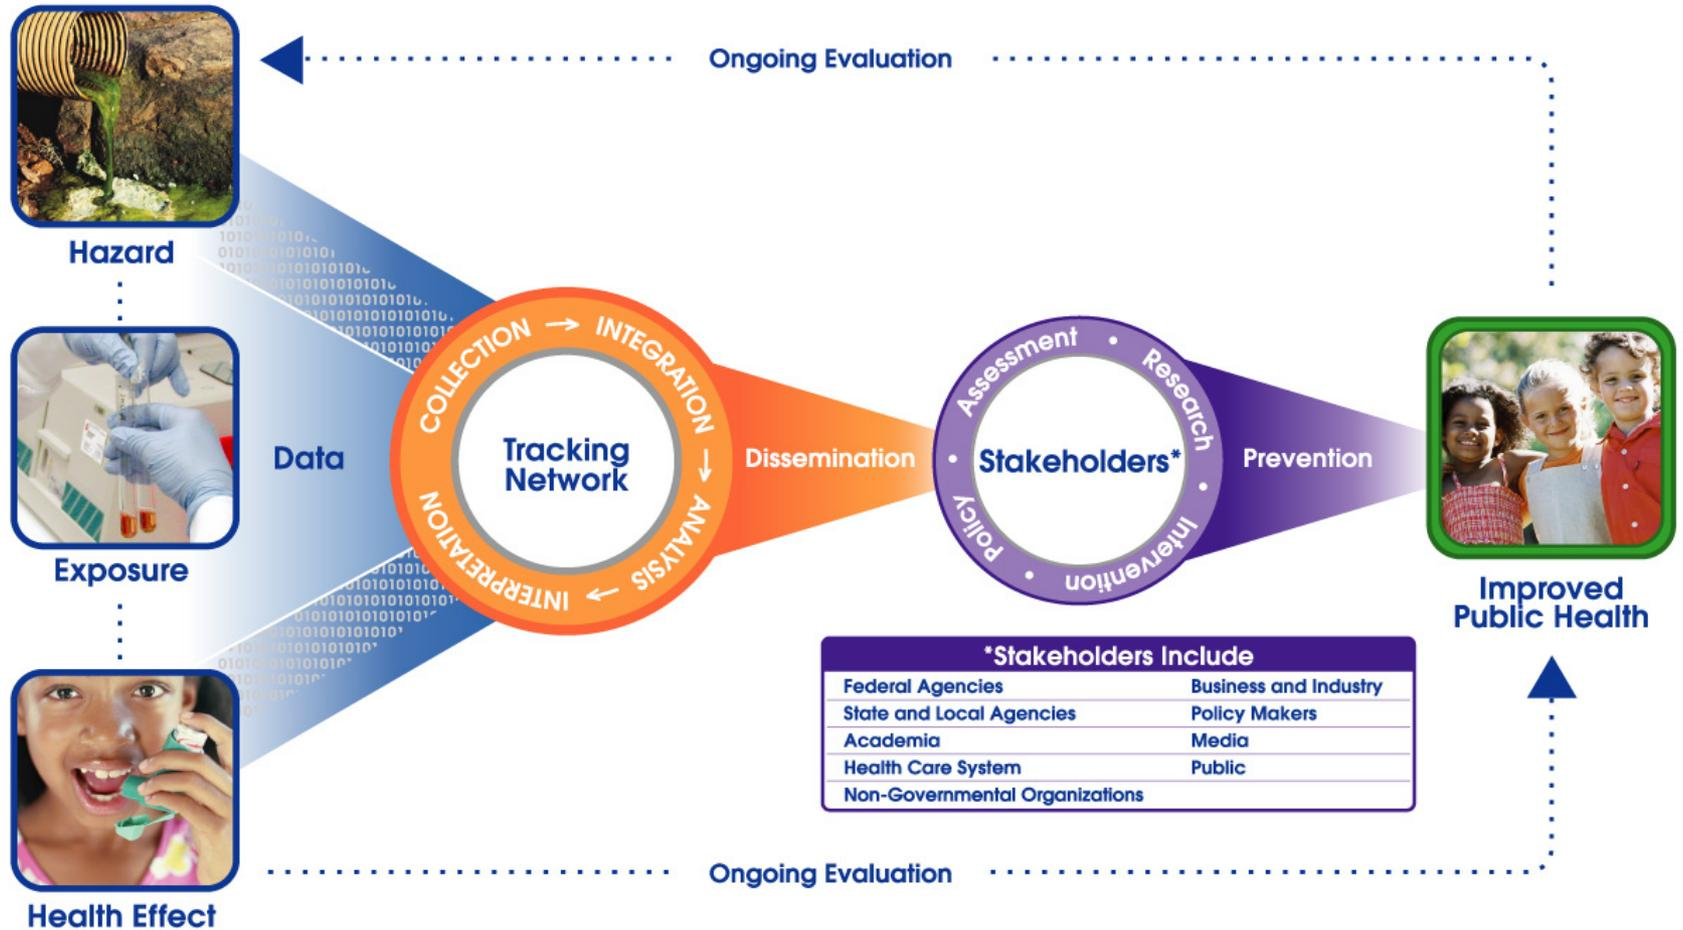 Ongoing Evaluation
Hazard
Exposure
Health Effect
Data
COLLECTION → INTEGRATION → ANALYSIS → INTERPRETATION
Tracking
Network
Dissemination
Assessment • Research • Intervention • Policy •
Stakeholders*
Prevention
Improved
Public Health
*Stakeholders Include
Federal Agencies
State and Local Agencies
Academia
Health Care System
Non-Governmental Organizations
Business and Industry
Policy Makers
Media
Public
Ongoing Evaluation